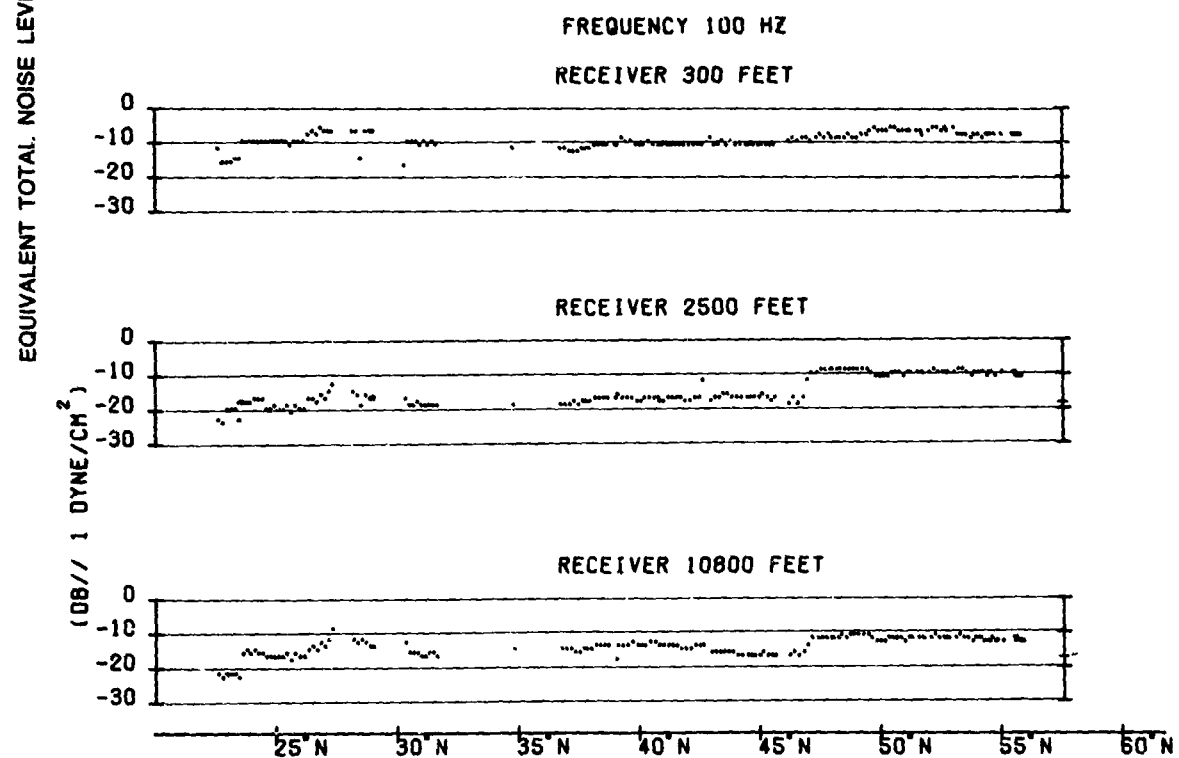 FREQUENCY 100 HZ
RECEIVER 300 FEET
0
-10
-20
-30
RECEIVER 2500 FEET
0
-10
-20
-30
RECEIVER 10800 FEET
0
-10
-20
-30
25°N 30°N 35°N 40°N 45°N 50°N 55°N 60°N
EQUIVALENT TOTAL NOISE
(DB// 1 DYNE/CM²)